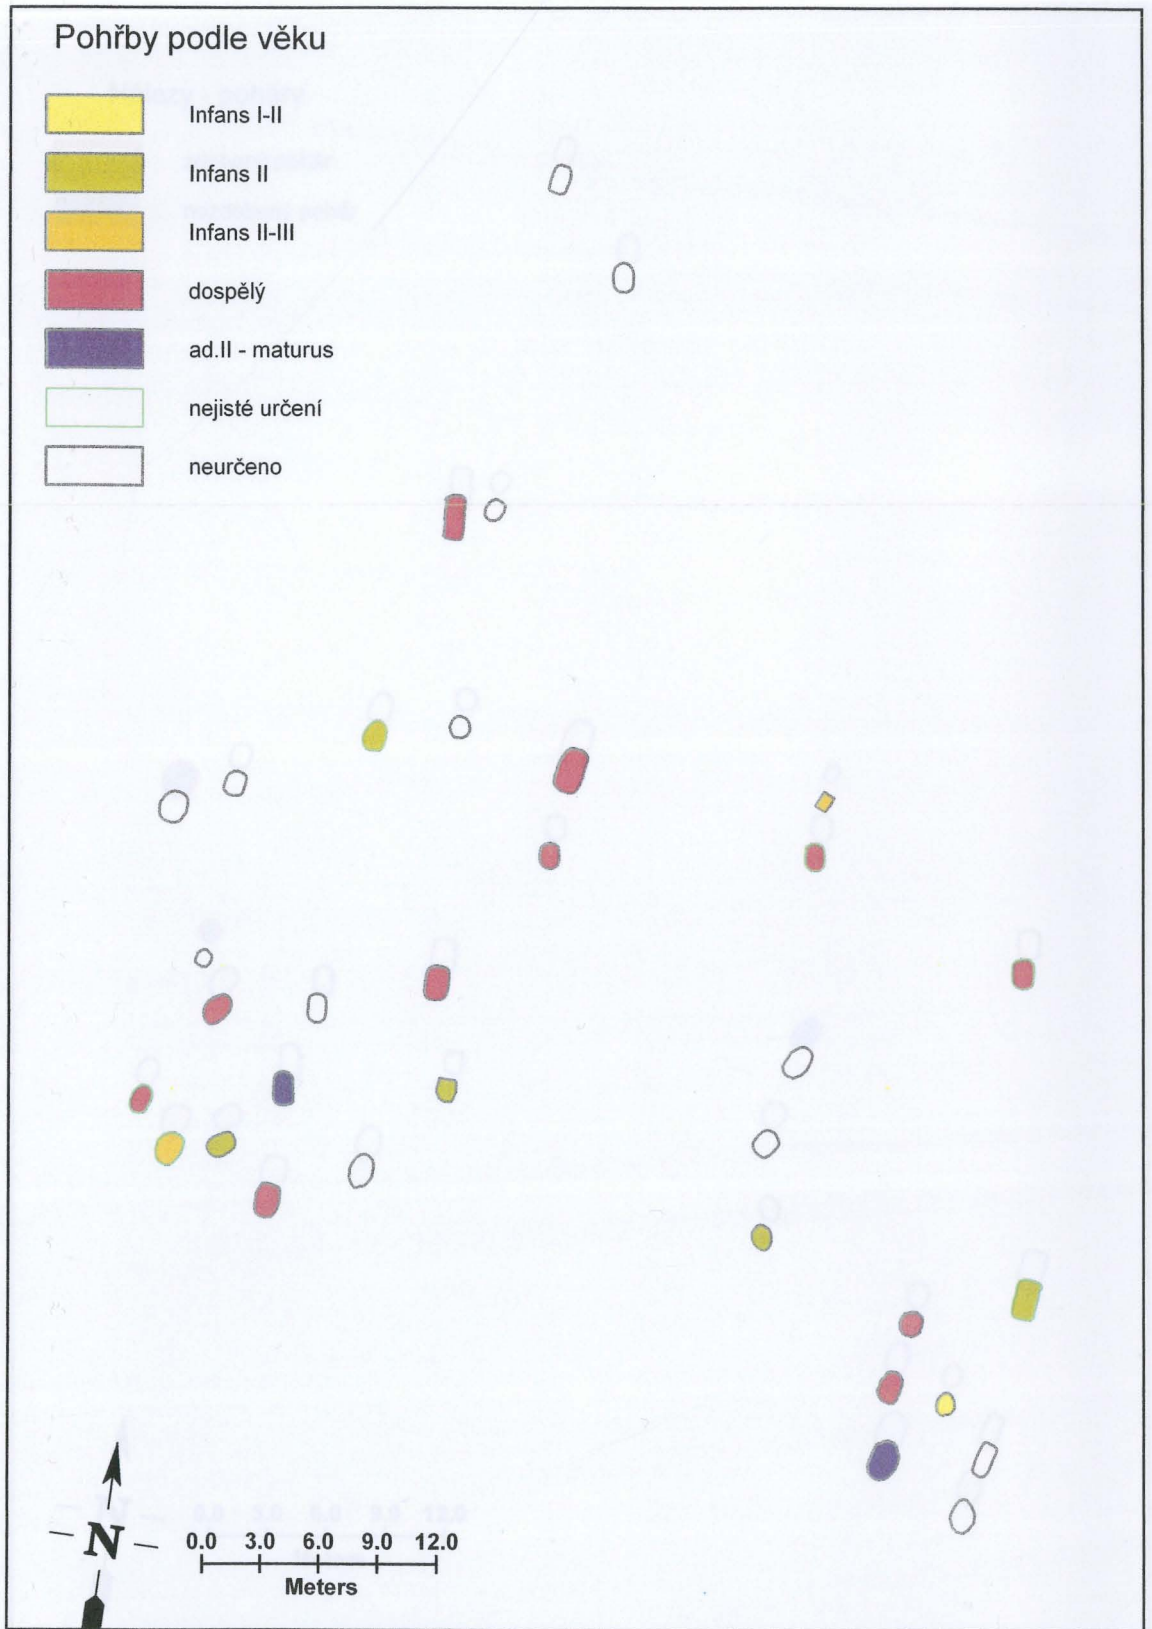 Pohřby podle věku
Infans I-II
Infans II
Infans II-III
dospělý
ad.II - maturus
nejisté určení
neurčeno
N
0.0 3.0 6.0 9.0 12.0
Meters